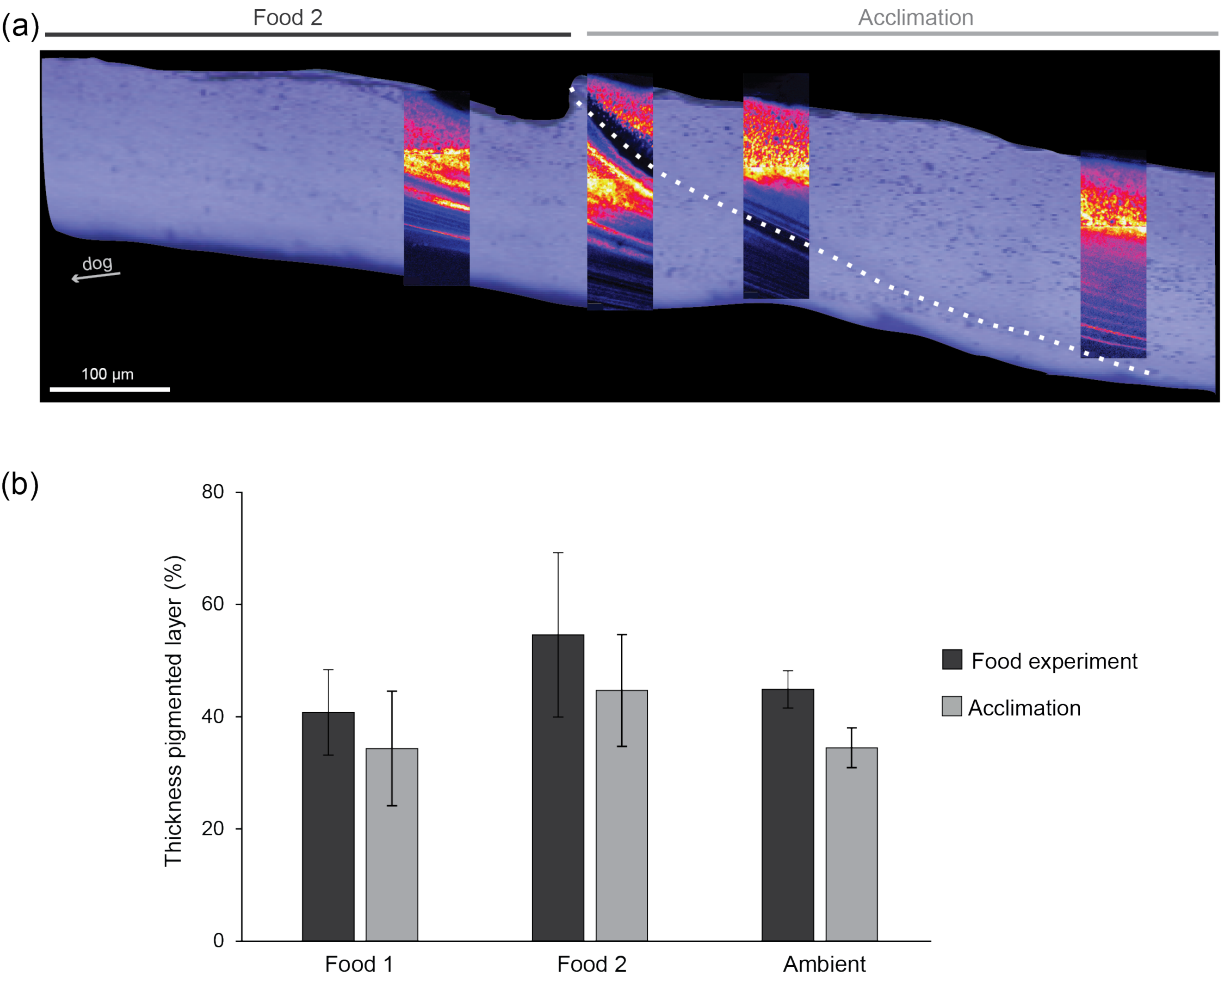 (a)
Food 2
Acclimation
dog
100 µm
(b)
Thickness pigmented layer (%)
80
60
40
20
0
Food 1
Food 2
Ambient
Food experiment
Acclimation